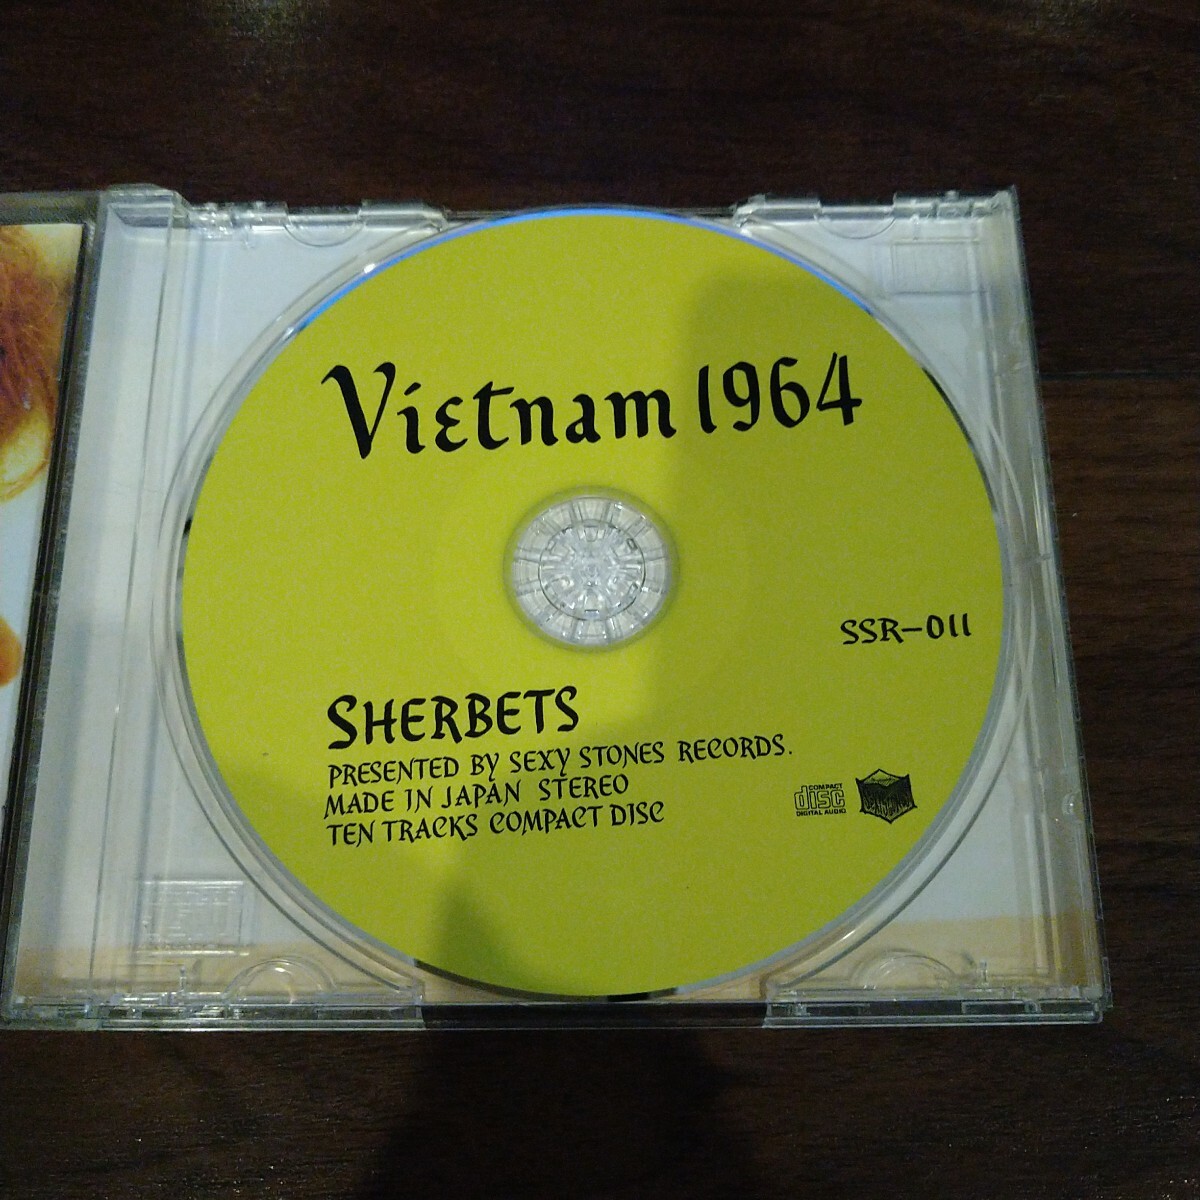 Vietnam 1964
SSR-011
SHERBETS
PRESENTED BY SEXY STONES RECORDS.
MADE IN JAPAN STEREO
TEN TRACKS COMPACT DISC
COMPACT
disc
DIGITAL AUDIO